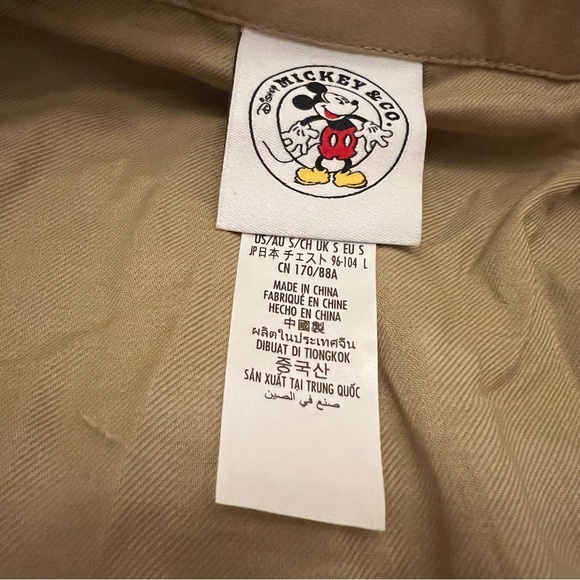 Disney MICKEY & CO.
US/AU S/CH UK S EU S
JP日本 チェスト 96-104 L
CN 170/88A
MADE IN CHINA
FABRIQUÉ EN CHINE
HECHO EN CHINA
中國製
ผลิตในประเทศจีน
DIBUAT DI TIONGKOK
중국산
SẢN XUẤT TẠI TRUNG QUỐC
صنع في الصين